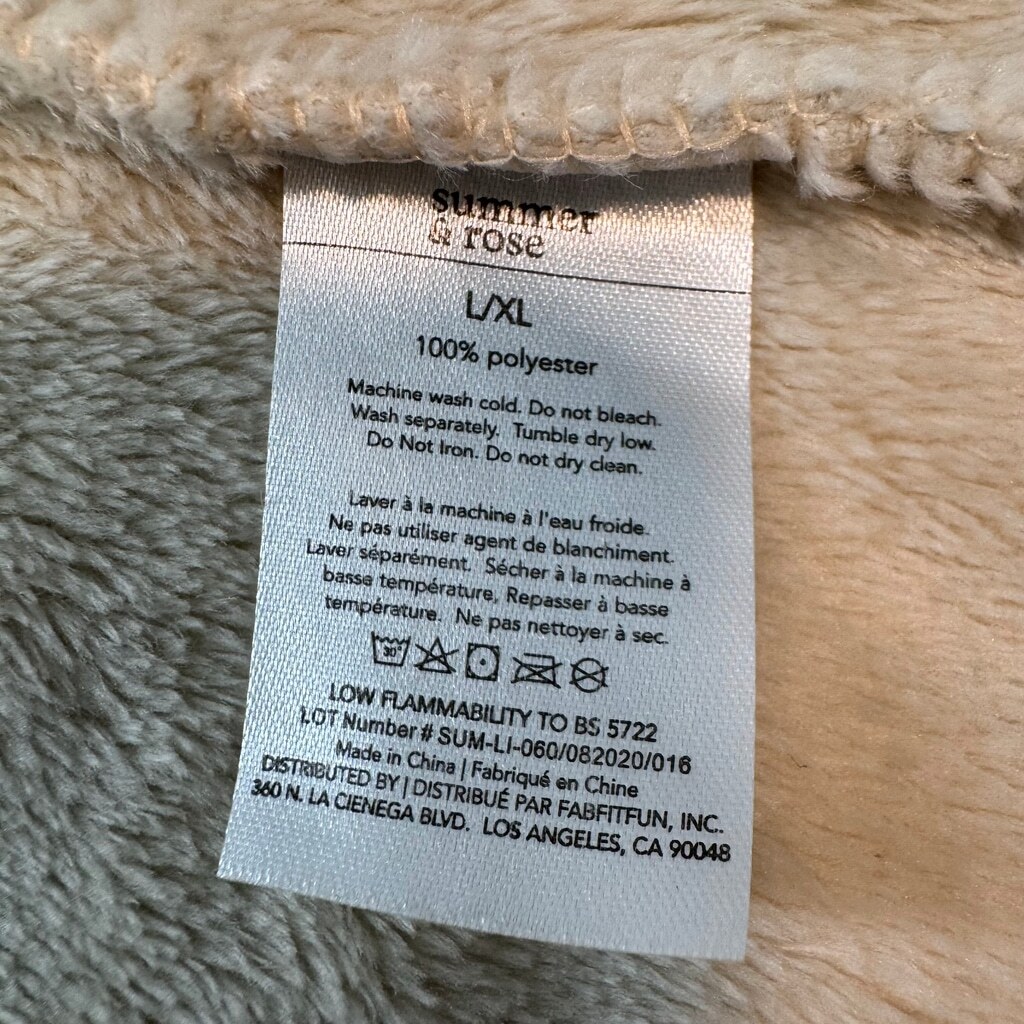 summer
& rose
L/XL
100% polyester
Machine wash cold. Do not bleach.
Wash separately. Tumble dry low.
Do Not Iron. Do not dry clean.
Laver à la machine à l'eau froide.
Ne pas utiliser agent de blanchiment.
Laver séparément. Sécher à la machine à
basse température, Repasser à basse
température. Ne pas nettoyer à sec.
30°
LOW FLAMMABILITY TO BS 5722
LOT Number # SUM-LI-060/082020/016
Made in China | Fabriqué en Chine
DISTRIBUTED BY | DISTRIBUÉ PAR FABFITFUN, INC.
360 N. LA CIENEGA BLVD. LOS ANGELES, CA 90048